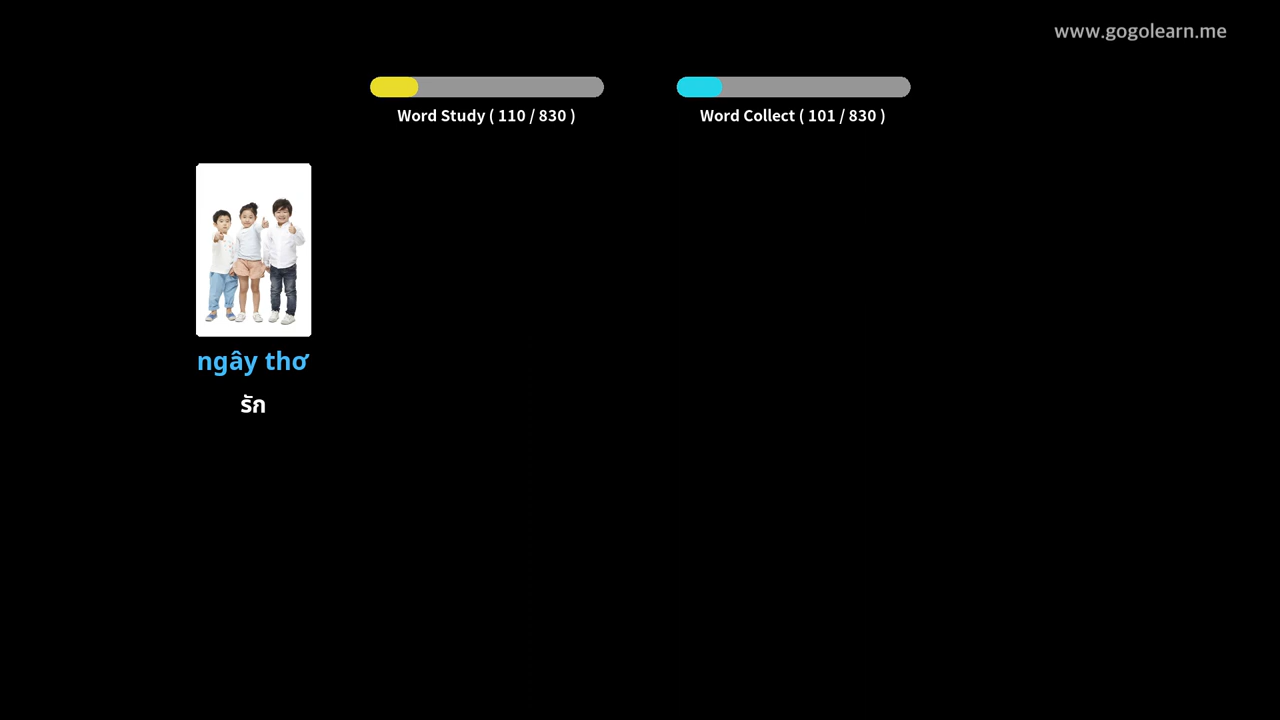 www.gogolearn.me
Word Study ( 110 / 830 )
Word Collect ( 101 / 830 )
ngây thơ
รัก